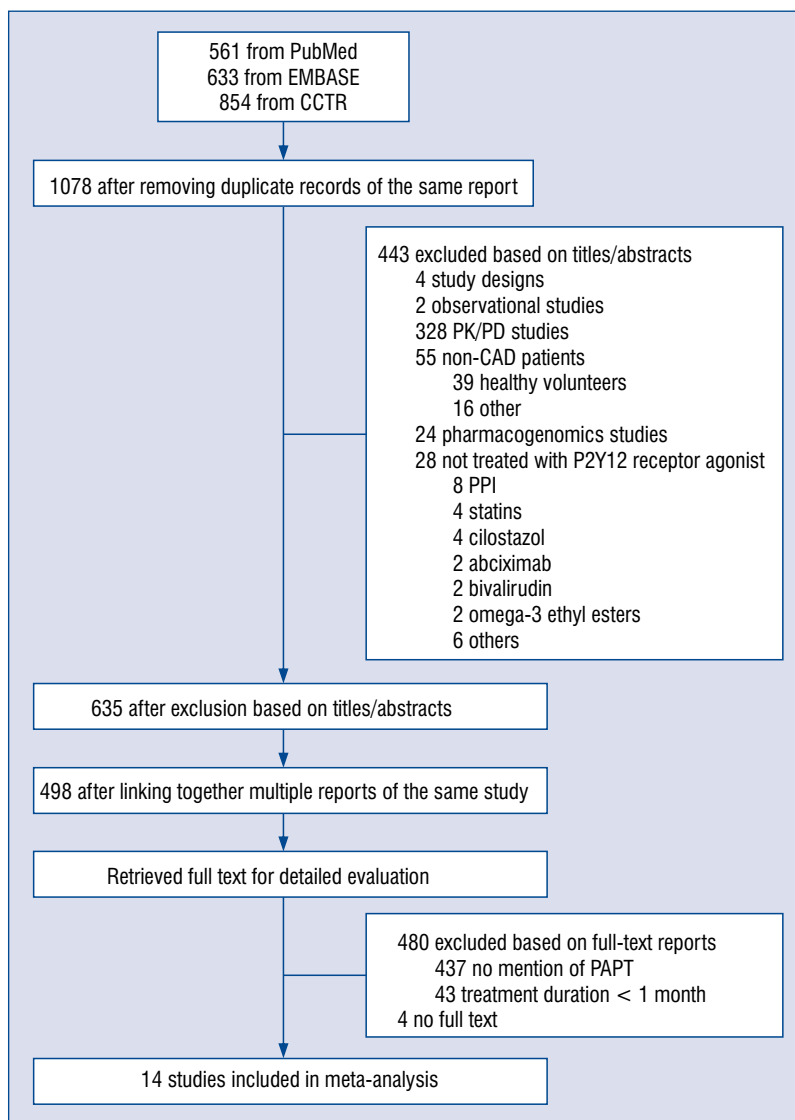 561 from PubMed
633 from EMBASE
854 from CCTR
1078 after removing duplicate records of the same report
443 excluded based on titles/abstracts
4 study designs
2 observational studies
328 PK/PD studies
55 non-CAD patients
39 healthy volunteers
16 other
24 pharmacogenomics studies
28 not treated with P2Y12 receptor agonist
8 PPI
4 statins
4 cilostazol
2 abciximab
2 bivalirudin
2 omega-3 ethyl esters
6 others
635 after exclusion based on titles/abstracts
498 after linking together multiple reports of the same study
Retrieved full text for detailed evaluation
480 excluded based on full-text reports
437 no mention of PAPT
43 treatment duration < 1 month
4 no full text
14 studies included in meta-analysis